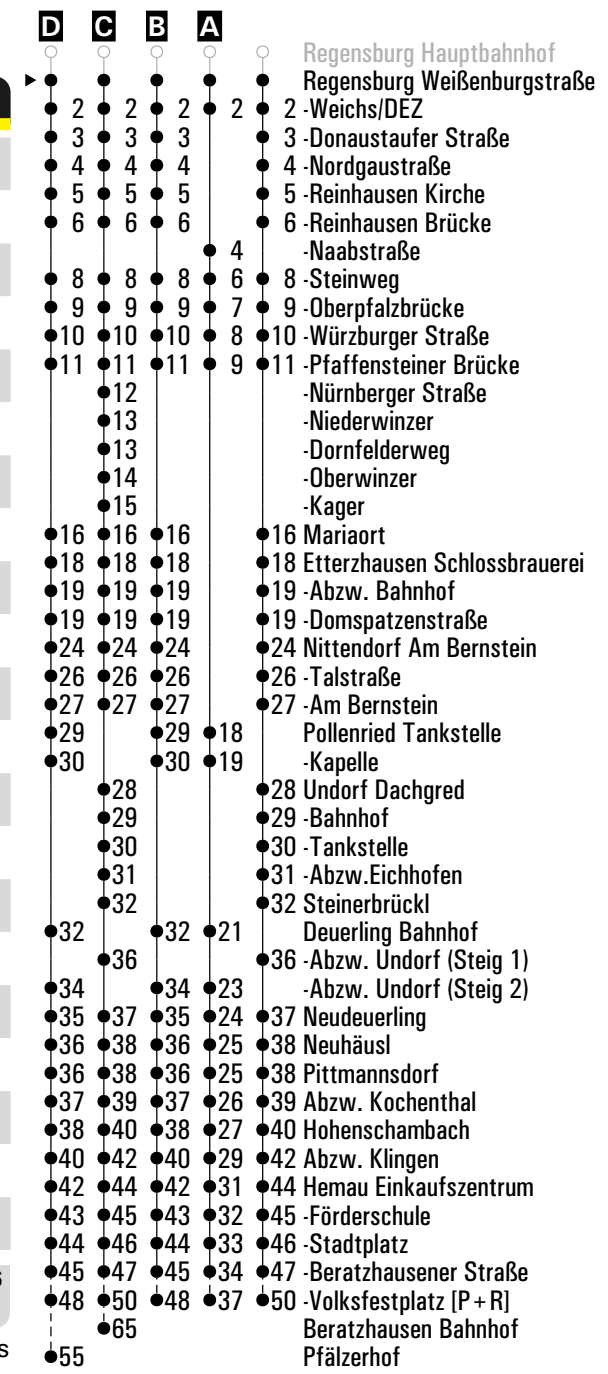 D C B A
Regensburg Hauptbahnhof
Regensburg Weißenburgstraße
2 2 2 2 2 -Weichs/DEZ
3 3 3 3 -Donaustaufer Straße
4 4 4 4 -Nordgaustraße
5 5 5 5 -Reinhausen Kirche
6 6 6 6 -Reinhausen Brücke
4 -Naabstraße
8 8 8 6 8 -Steinweg
9 9 9 7 9 -Oberpfalzbrücke
10 10 10 8 10 -Würzburger Straße
11 11 11 9 11 -Pfaffensteiner Brücke
12 -Nürnberger Straße
13 -Niederwinzer
13 -Dornfelderweg
14 -Oberwinzer
15 -Kager
16 16 16 16 Mariaort
18 18 18 18 Etterzhausen Schlossbrauerei
19 19 19 19 -Abzw. Bahnhof
19 19 19 19 -Domspatzenstraße
24 24 24 24 Nittendorf Am Bernstein
26 26 26 26 -Talstraße
27 27 27 27 -Am Bernstein
29 29 18 Pollenried Tankstelle
30 30 19 -Kapelle
28 28 Undorf Dachgred
29 29 -Bahnhof
30 30 -Tankstelle
31 31 -Abzw.Eichhofen
32 32 Steinerbrückl
32 32 21 Deuerling Bahnhof
36 36 -Abzw. Undorf (Steig 1)
34 34 23 -Abzw. Undorf (Steig 2)
35 37 35 24 37 Neudeuerling
36 38 36 25 38 Neuhäusl
36 38 36 25 38 Pittmannsdorf
37 39 37 26 39 Abzw. Kochenthal
38 40 38 27 40 Hohenschambach
40 42 40 29 42 Abzw. Klingen
42 44 42 31 44 Hemau Einkaufszentrum
43 45 43 32 45 -Förderschule
44 46 44 33 46 -Stadtplatz
45 47 45 34 47 -Beratzhausener Straße
48 50 48 37 50 -Volksfestplatz [P+R]
65 Beratzhausen Bahnhof
55 Pfälzerhof